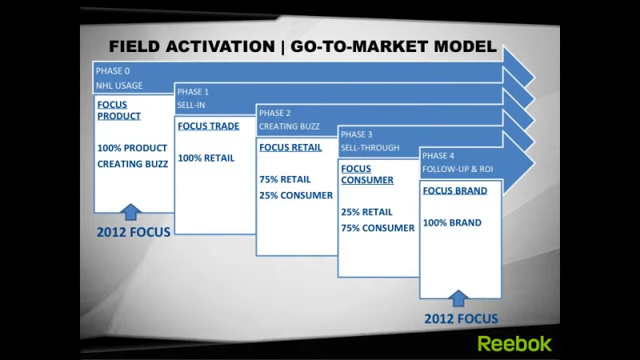 FIELD ACTIVATION | GO-TO-MARKET MODEL
PHASE 0
NHL USAGE
FOCUS
PRODUCT
100% PRODUCT
CREATING BUZZ
2012 FOCUS
PHASE 1
SELL-IN
FOCUS TRADE
100% RETAIL
PHASE 2
CREATING BUZZ
FOCUS RETAIL
75% RETAIL
25% CONSUMER
PHASE 3
SELL-THROUGH
FOCUS
CONSUMER
25% RETAIL
75% CONSUMER
PHASE 4
FOLLOW-UP & ROI
FOCUS BRAND
100% BRAND
2012 FOCUS
Reebok